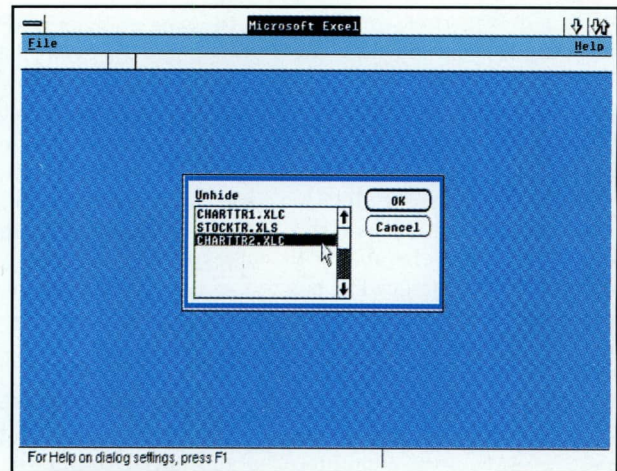 Microsoft Excel
File
Help
Unhide
CHARTTR1.XLC
STOCKTR.XLS
CHARTTR2.XLC
OK
Cancel
For Help on dialog settings, press F1